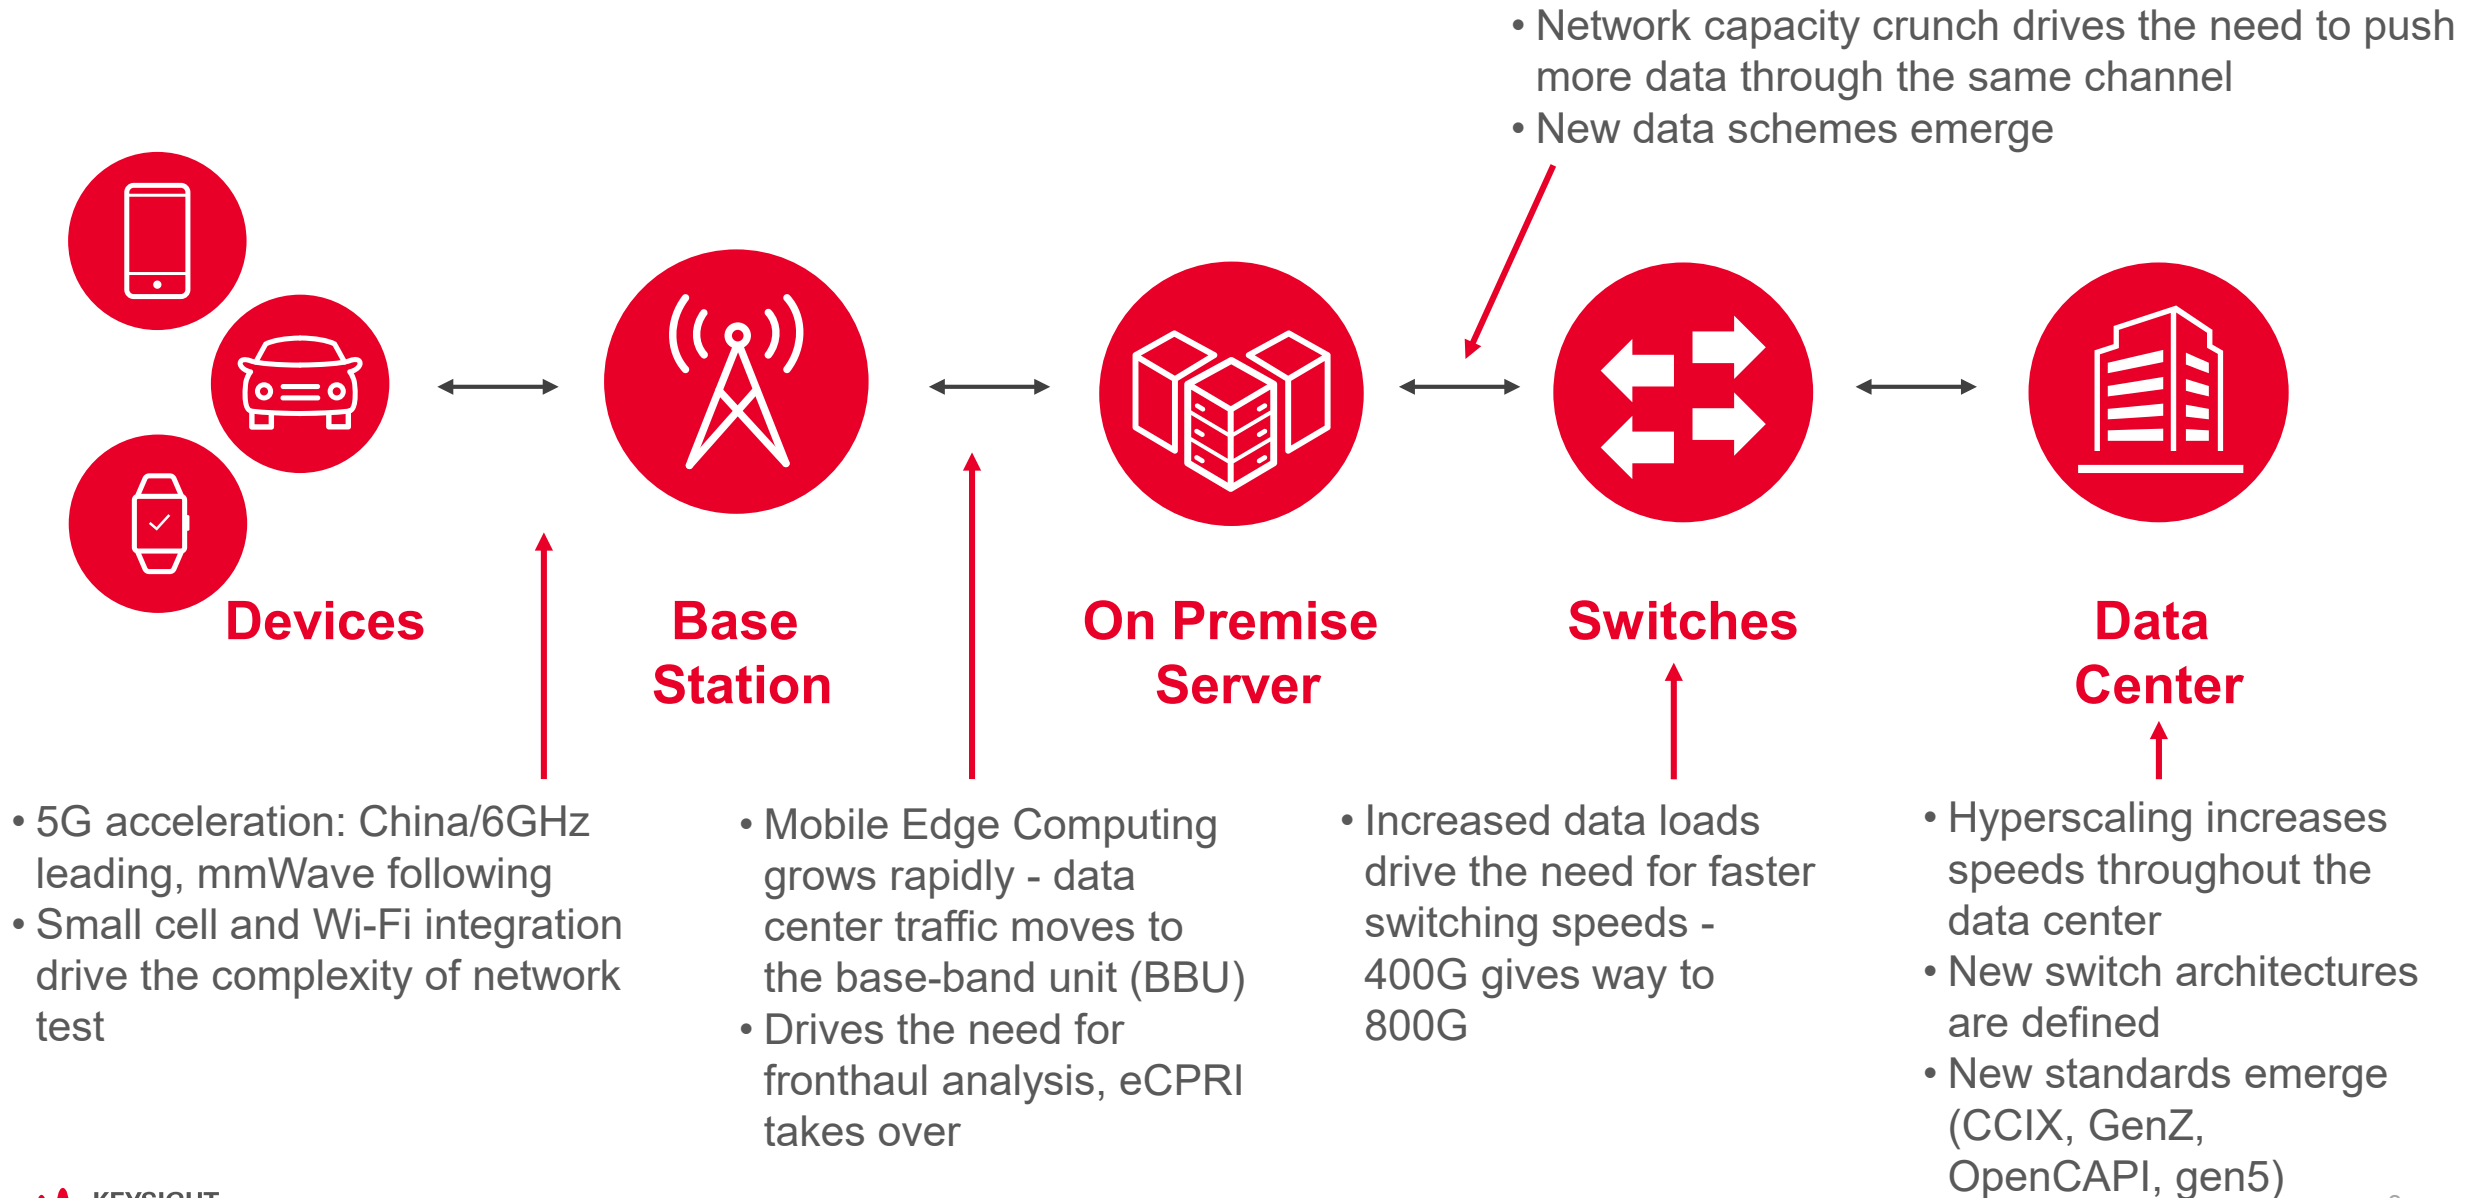 • Network capacity crunch drives the need to push
more data through the same channel
• New data schemes emerge
Devices
Base
Station
On Premise
Server
Switches
Data
Center
• 5G acceleration: China/6GHz
leading, mmWave following
• Small cell and Wi-Fi integration
drive the complexity of network
test
• Mobile Edge Computing
grows rapidly - data
center traffic moves to
the base-band unit (BBU)
• Drives the need for
fronthaul analysis, eCPRI
takes over
• Increased data loads
drive the need for faster
switching speeds -
400G gives way to
800G
• Hyperscaling increases
speeds throughout the
data center
• New switch architectures
are defined
• New standards emerge
(CCIX, GenZ,
OpenCAPI, gen5)
KEYSIGHT